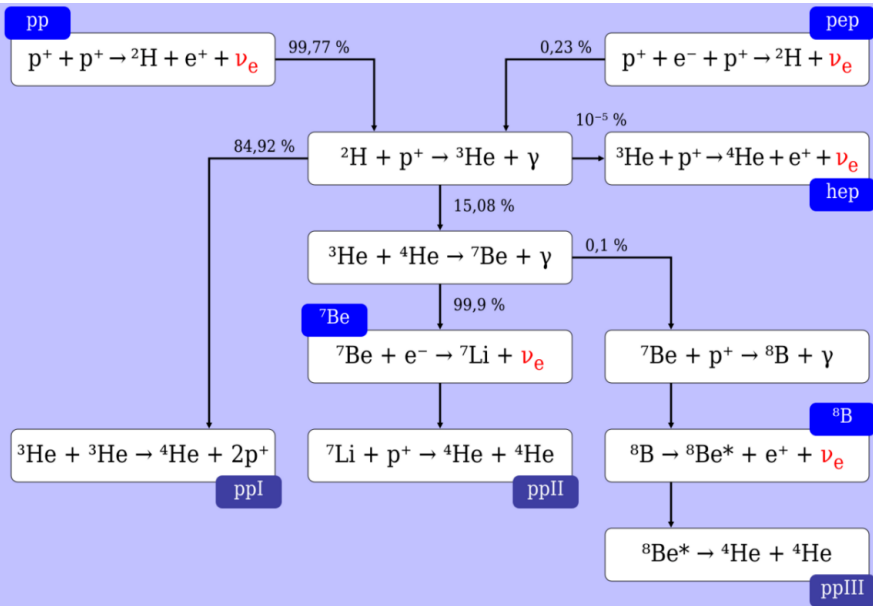 pp
pep
p⁺ + p⁺ → ²H + e⁺ + νₑ
99,77 %
0,23 %
p⁺ + e⁻ + p⁺ → ²H + νₑ
10⁻⁵ %
84,92 %
²H + p⁺ → ³He + γ
³He + p⁺ → ⁴He + e⁺ + νₑ
hep
15,08 %
³He + ⁴He → ⁷Be + γ
0,1 %
99,9 %
⁷Be
⁷Be + e⁻ → ⁷Li + νₑ
⁷Be + p⁺ → ⁸B + γ
⁸B
³He + ³He → ⁴He + 2p⁺
⁷Li + p⁺ → ⁴He + ⁴He
⁸B → ⁸Be* + e⁺ + νₑ
ppI
ppII
⁸Be* → ⁴He + ⁴He
ppIII